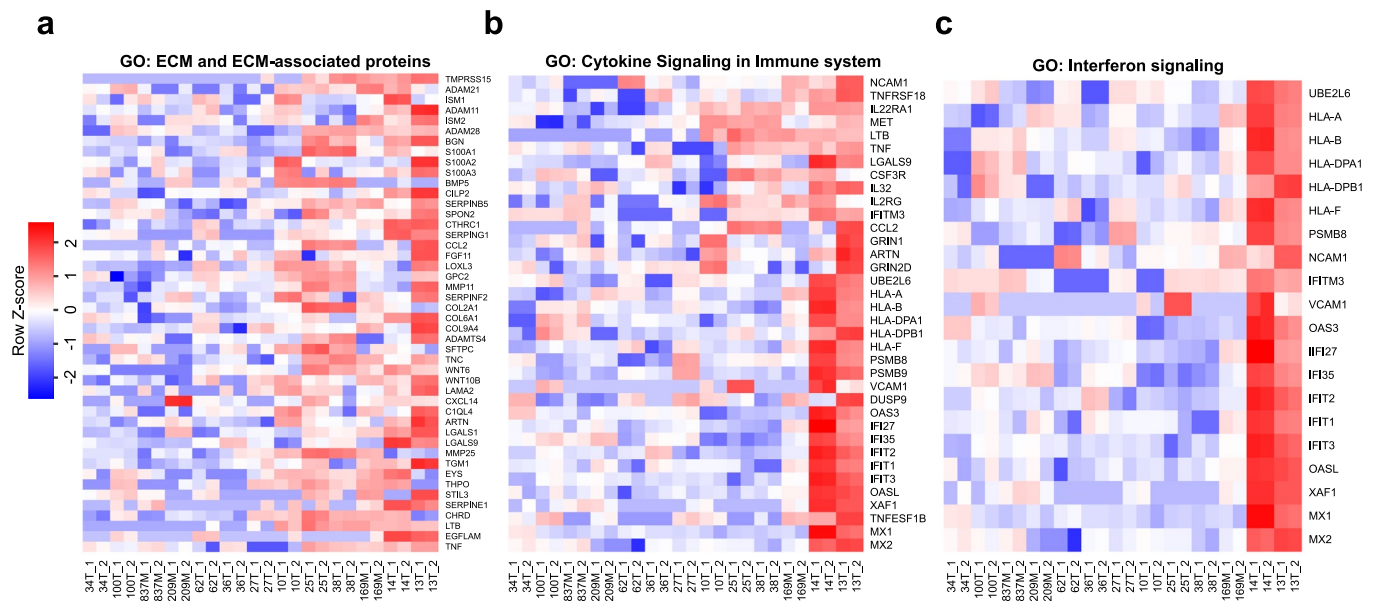 a
b
c
GO: ECM and ECM-associated proteins
GO: Cytokine Signaling in Immune system
GO: Interferon signaling
Row Z-score
2
1
0
-1
-2
TMPRSS15
ADAM21
ISM1
ADAM11
ISM2
ADAM28
BGN
S100A1
S100A2
S100A3
BMP5
CILP2
SERPINB5
SPON2
CTHRC1
SERPING1
CCL2
FGF11
LOXL3
GPC2
MMP11
SERPINF2
COL2A1
COL6A1
COL9A4
ADAMTS4
SFTPC
TNC
WNT6
WNT10B
LAMA2
CXCL14
C1QL4
ARTN
LGALS1
LGALS9
MMP25
TGM1
EYS
THPO
STIL3
SERPINE1
CHRD
LTB
EGFLAM
TNF
34T_1
34T_2
100T_1
100T_2
837M_1
837M_2
209M_1
209M_2
62T_1
62T_2
36T_1
36T_2
27T_1
27T_2
10T_1
10T_2
25T_1
25T_2
38T_1
38T_2
169M_1
169M_2
14T_1
14T_2
13T_1
13T_2
NCAM1
TNFRSF18
IL22RA1
MET
LTB
TNF
LGALS9
CSF3R
IL32
IL2RG
IFITM3
CCL2
GRIN1
ARTN
GRIN2D
UBE2L6
HLA-A
HLA-B
HLA-DPA1
HLA-DPB1
HLA-F
PSMB8
PSMB9
VCAM1
DUSP9
OAS3
IFI27
IFI35
IFIT2
IFIT1
IFIT3
OASL
XAF1
TNFESF1B
MX1
MX2
34T_1
34T_2
100T_1
100T_2
837M_1
837M_2
209M_1
209M_2
62T_1
62T_2
36T_1
36T_2
27T_1
27T_2
10T_1
10T_2
25T_1
25T_2
38T_1
38T_2
169M_1
169M_2
14T_1
14T_2
13T_1
13T_2
UBE2L6
HLA-A
HLA-B
HLA-DPA1
HLA-DPB1
HLA-F
PSMB8
NCAM1
IFITM3
VCAM1
OAS3
IIFI27
IFI35
IFIT2
IFIT1
IFIT3
OASL
XAF1
MX1
MX2
34T_1
34T_2
100T_1
100T_2
837M_1
837M_2
209M_1
209M_2
62T_1
62T_2
36T_1
36T_2
27T_1
27T_2
10T_1
10T_2
25T_1
25T_2
38T_1
38T_2
169M_1
169M_2
14T_1
14T_2
13T_1
13T_2